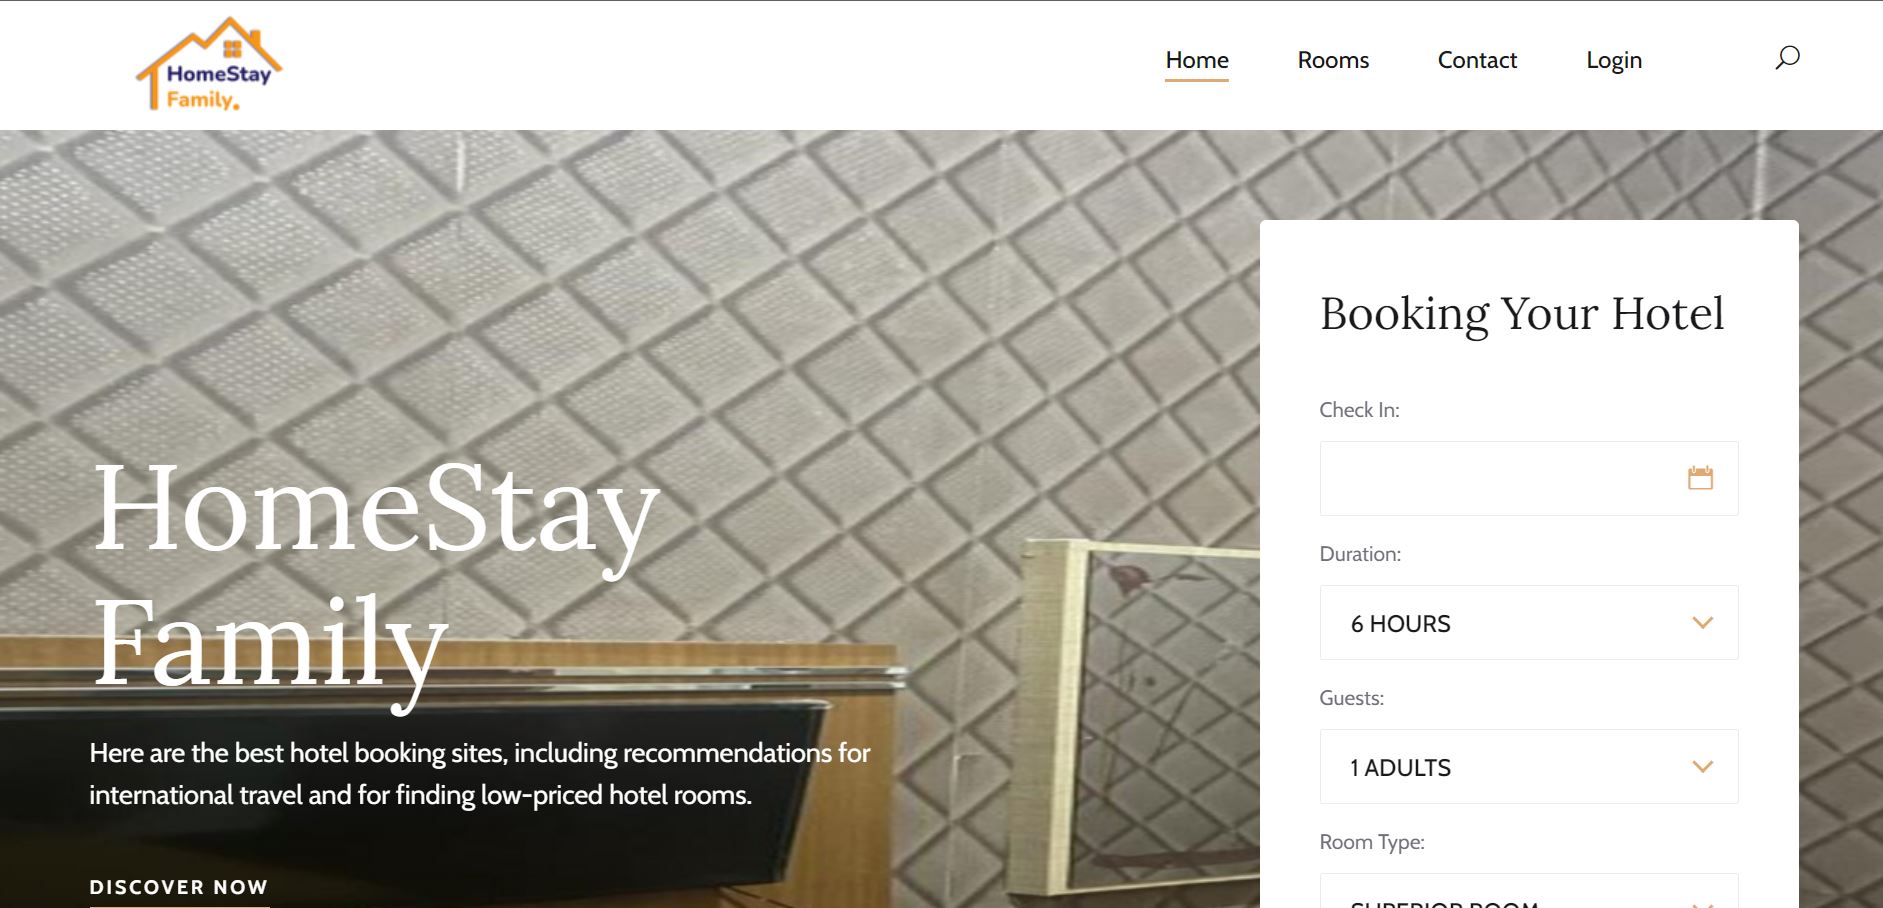 HomeStay
Family.
Home
Rooms
Contact
Login
HomeStay
Family
Here are the best hotel booking sites, including recommendations for
international travel and for finding low-priced hotel rooms.
DISCOVER NOW
Booking Your Hotel
Check In:
Duration:
6 HOURS
Guests:
1 ADULTS
Room Type:
SUPERIOR ROOM